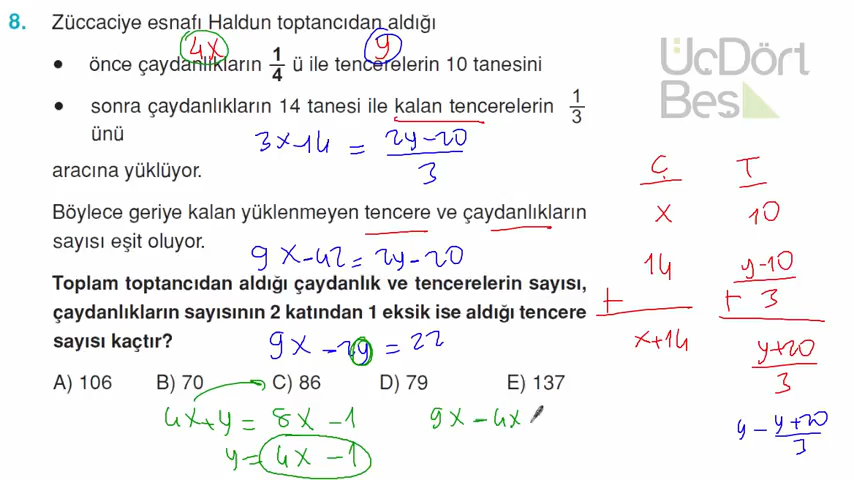 8. Züccaciye esnafı Haldun toptancıdan aldığı
4x y
• önce çaydanlıkların 1/4 ü ile tencerelerin 10 tanesini
• sonra çaydanlıkların 14 tanesi ile kalan tencerelerin 1/3
ünü
3x-14 = (2y-20)/3
aracına yüklüyor.
Böylece geriye kalan yüklenmeyen tencere ve çaydanlıkların
sayısı eşit oluyor.
9x-42 = 2y-20
Toplam toptancıdan aldığı çaydanlık ve tencerelerin sayısı,
çaydanlıkların sayısının 2 katından 1 eksik ise aldığı tencere
sayısı kaçtır?
9x - 2y = 22
A) 106 B) 70 C) 86 D) 79 E) 137
4x+y = 8x-1
y = 4x-1
9x-4x
ÜçDört
Beş
Ç T
x 10
14 (y-10)/3
+ +
x+14 (y+20)/3
y - (y+20)/3